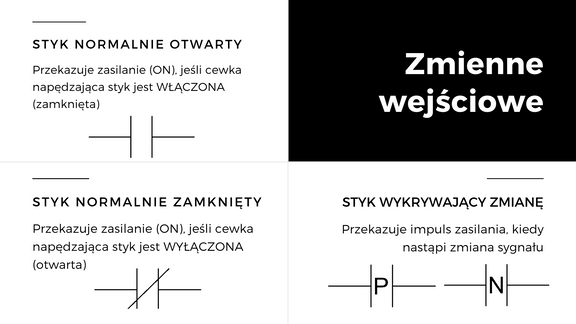 STYK NORMALNIE OTWARTY
Przekazuje zasilanie (ON), jeśli cewka
napędzająca styk jest WŁĄCZONA
(zamknięta)
Zmienne
wejściowe
STYK NORMALNIE ZAMKNIĘTY
Przekazuje zasilanie (ON), jeśli cewka
napędzająca styk jest WYŁĄCZONA
(otwarta)
STYK WYKRYWAJĄCY ZMIANĘ
Przekazuje impuls zasilania, kiedy
nastąpi zmiana sygnału
P N